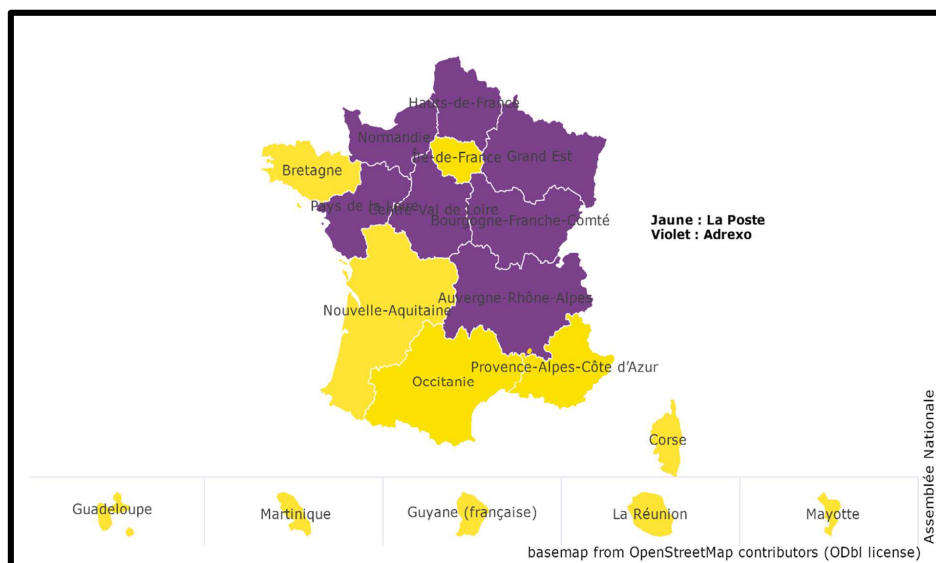 Hauts-de-France
Normandie
Île-de-France
Grand Est
Bretagne
Pays de la Loire
Centre-Val de Loire
Bourgogne-Franche-Comté
Jaune : La Poste
Violet : Adrexo
Auvergne-Rhône-Alpes
Nouvelle-Aquitaine
Provence-Alpes-Côte d'Azur
Occitanie
Corse
Guadeloupe
Martinique
Guyane (française)
La Réunion
Mayotte
basemap from OpenStreetMap contributors (ODbl license)
Assemblée Nationale